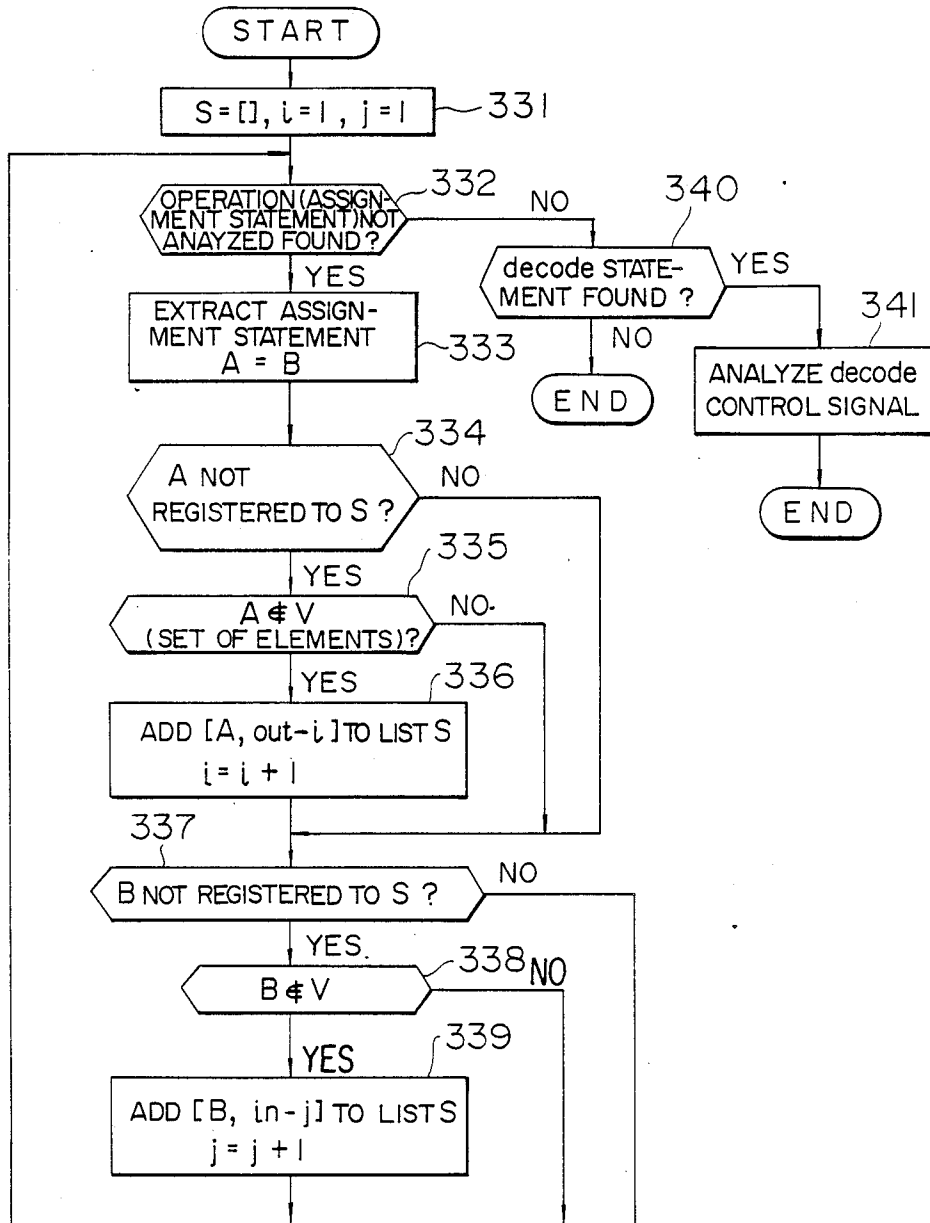 START
S=[], i=1, j=1
331
OPERATION(ASSIGN-
MENT STATEMENT)NOT
ANAYZED FOUND?
332
NO
YES
decode STATE-
MENT FOUND ?
340
YES
NO
END
341
ANALYZE decode
CONTROL SIGNAL
END
EXTRACT ASSIGN-
MENT STATEMENT
A = B
333
334
A NOT
REGISTERED TO S ?
NO
YES
335
A ∉ V
(SET OF ELEMENTS)?
NO.
YES
336
ADD [A, out-i] TO LIST S
i = i + 1
337
B NOT REGISTERED TO S ?
NO
YES.
338
B ∉ V
NO
YES
339
ADD [B, in-j] TO LIST S
j = j + 1